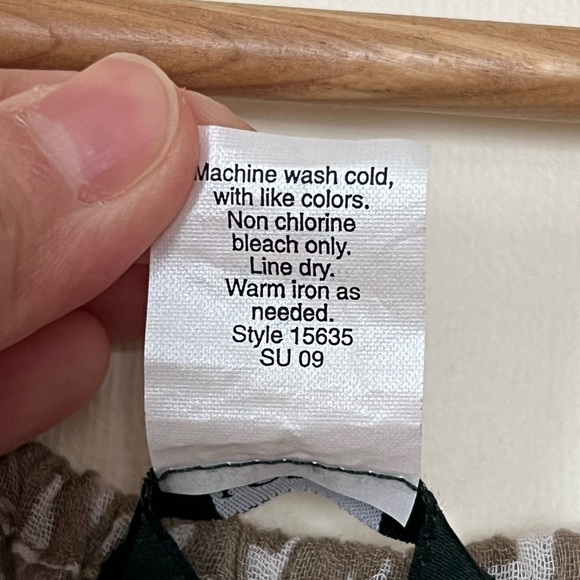 Machine wash cold,
with like colors.
Non chlorine
bleach only.
Line dry.
Warm iron as
needed.
Style 15635
SU 09